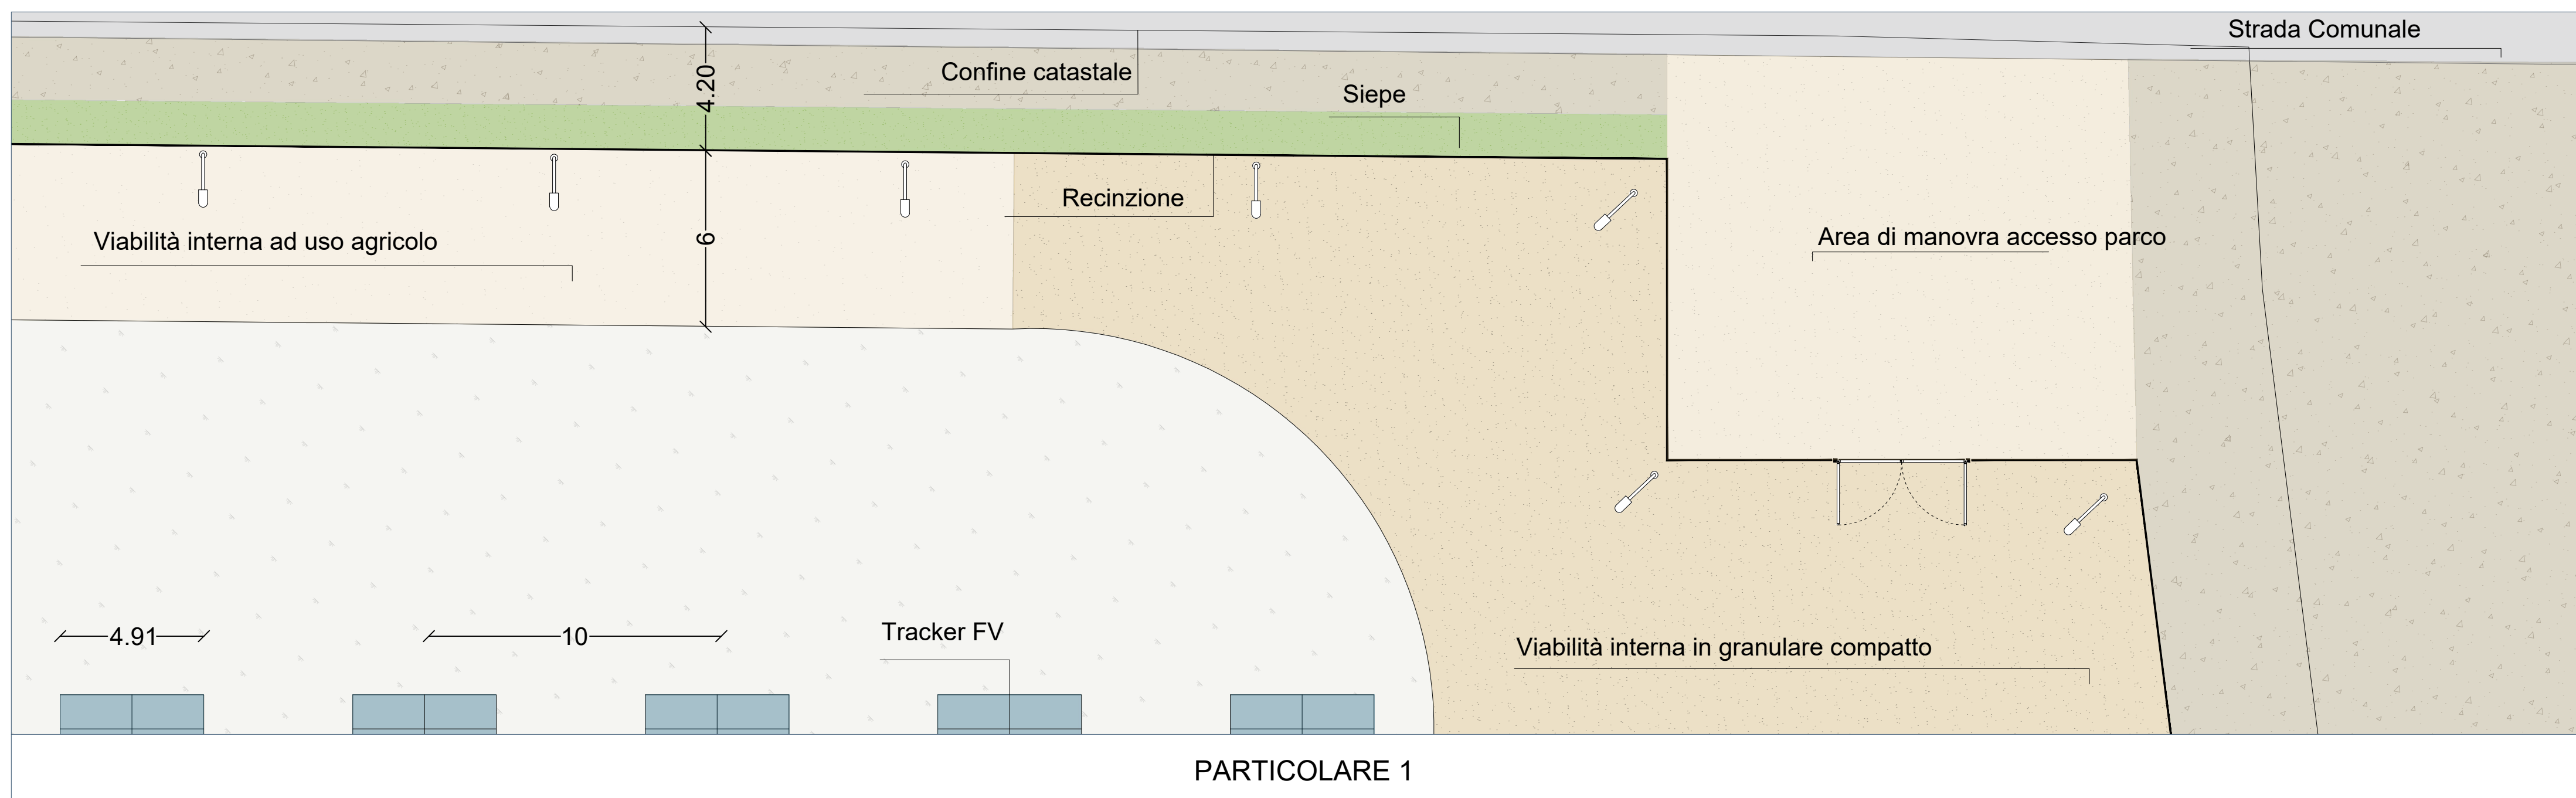 Strada Comunale
Confine catastale
4.20
Siepe
Recinzione
Viabilità interna ad uso agricolo
6
Area di manovra accesso parco
4.91
10
Tracker FV
Viabilità interna in granulare compatto
PARTICOLARE 1